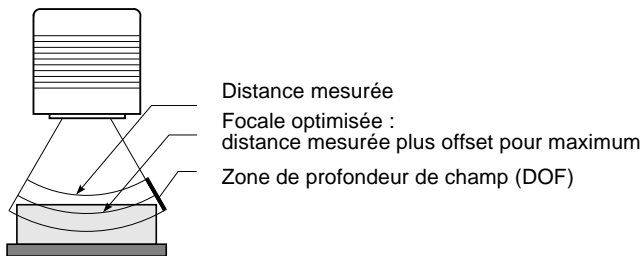 Distance mesurée
Focale optimisée :
distance mesurée plus offset pour maximum
Zone de profondeur de champ (DOF)